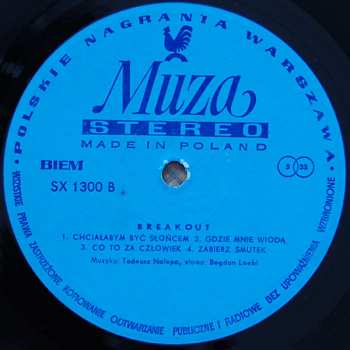 POLSKIE NAGRANIA WARSZAWA
Muza
STEREO
MADE IN POLAND
BIEM
3 33
SX 1300 B
BREAKOUT
1. CHCIAŁABYM BYĆ SŁOŃCEM 2. GDZIE MNIE WIODĄ
3. CO TO ZA CZŁOWIEK 4. ZABIERZ SMUTEK
Muzyka: Tadeusz Nalepa, słowa: Bogdan Loebl
WSZELKIE PRAWA ZASTRZEŻONE KOPIOWANIE ODTWARZANIE PUBLICZNE I RADIOWE BEZ UPOWAŻNIENIA WZBRONIONE